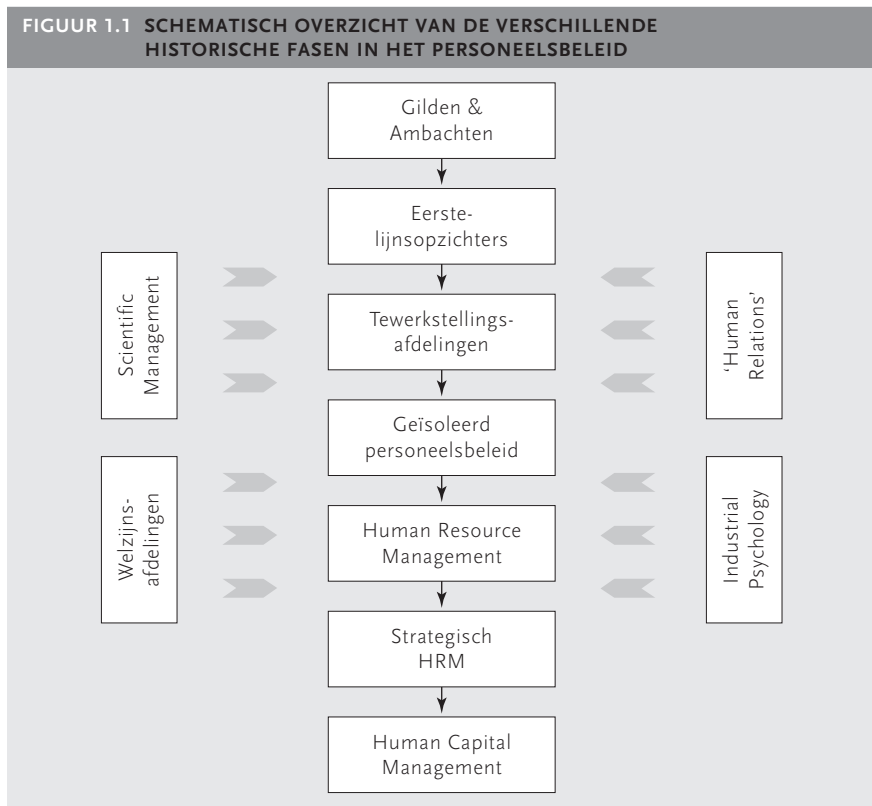 FIGUUR 1.1 SCHEMATISCH OVERZICHT VAN DE VERSCHILLENDE
HISTORISCHE FASEN IN HET PERSONEELSBELEID
Gilden &
Ambachten
Eerste-
lijnsopzichters
Tewerkstellings-
afdelingen
Geïsoleerd
personeelsbeleid
Human Resource
Management
Strategisch
HRM
Human Capital
Management
Scientific
Management
Welzijns-
afdelingen
‘Human
Relations’
Industrial
Psychology